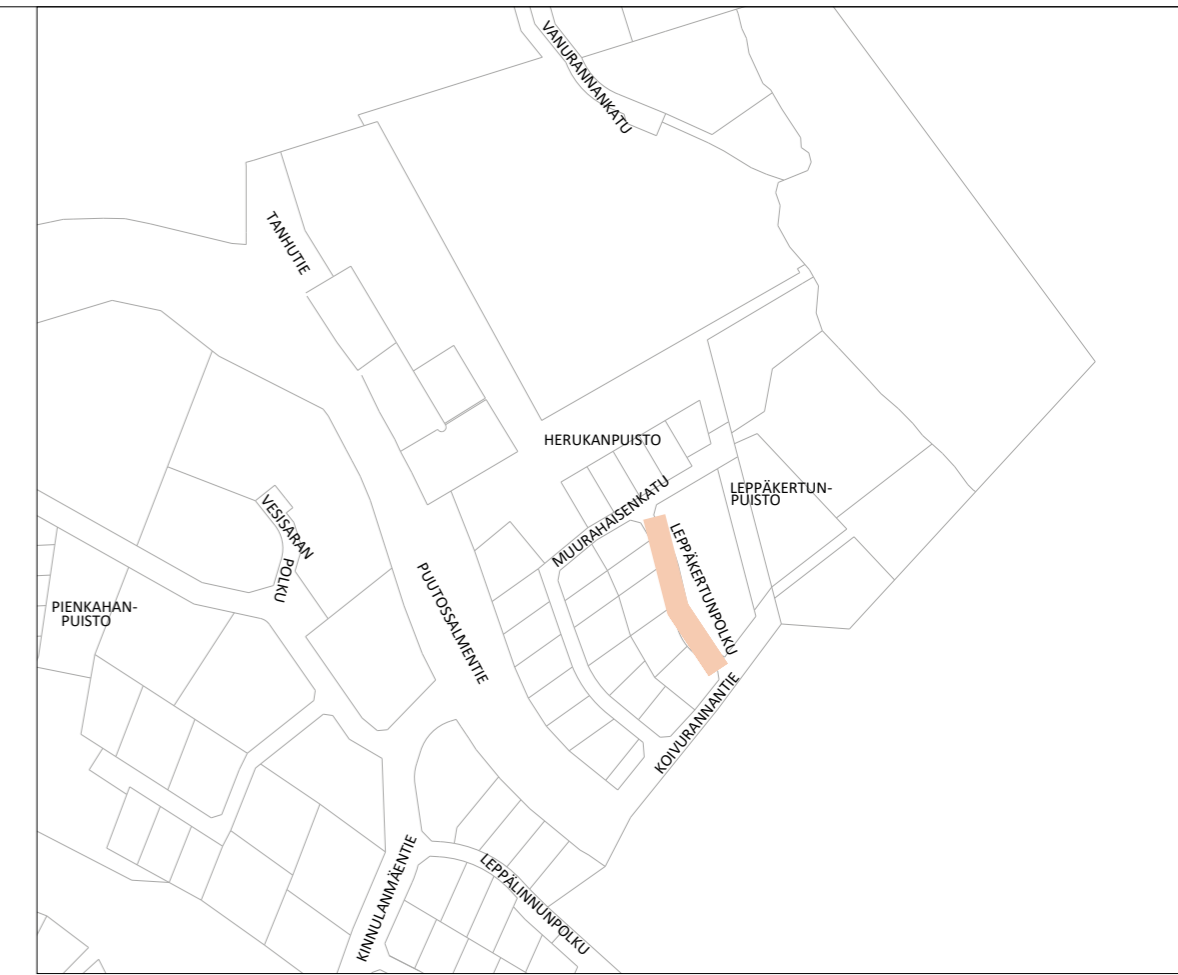 VANURANNANKATU
TANHUTIE
HERUKANPUISTO
MUURAHAISENKATU
LEPPÄKERTUN-
PUISTO
VESISARAN
POLKU
LEPPÄKERTUNPOLKU
PUUTOSSALMENTIE
PIENKAHAN-
PUISTO
KOIVURANNANTIE
KINNULANMÄENTIE
LEPPÄLINNUNPOLKU